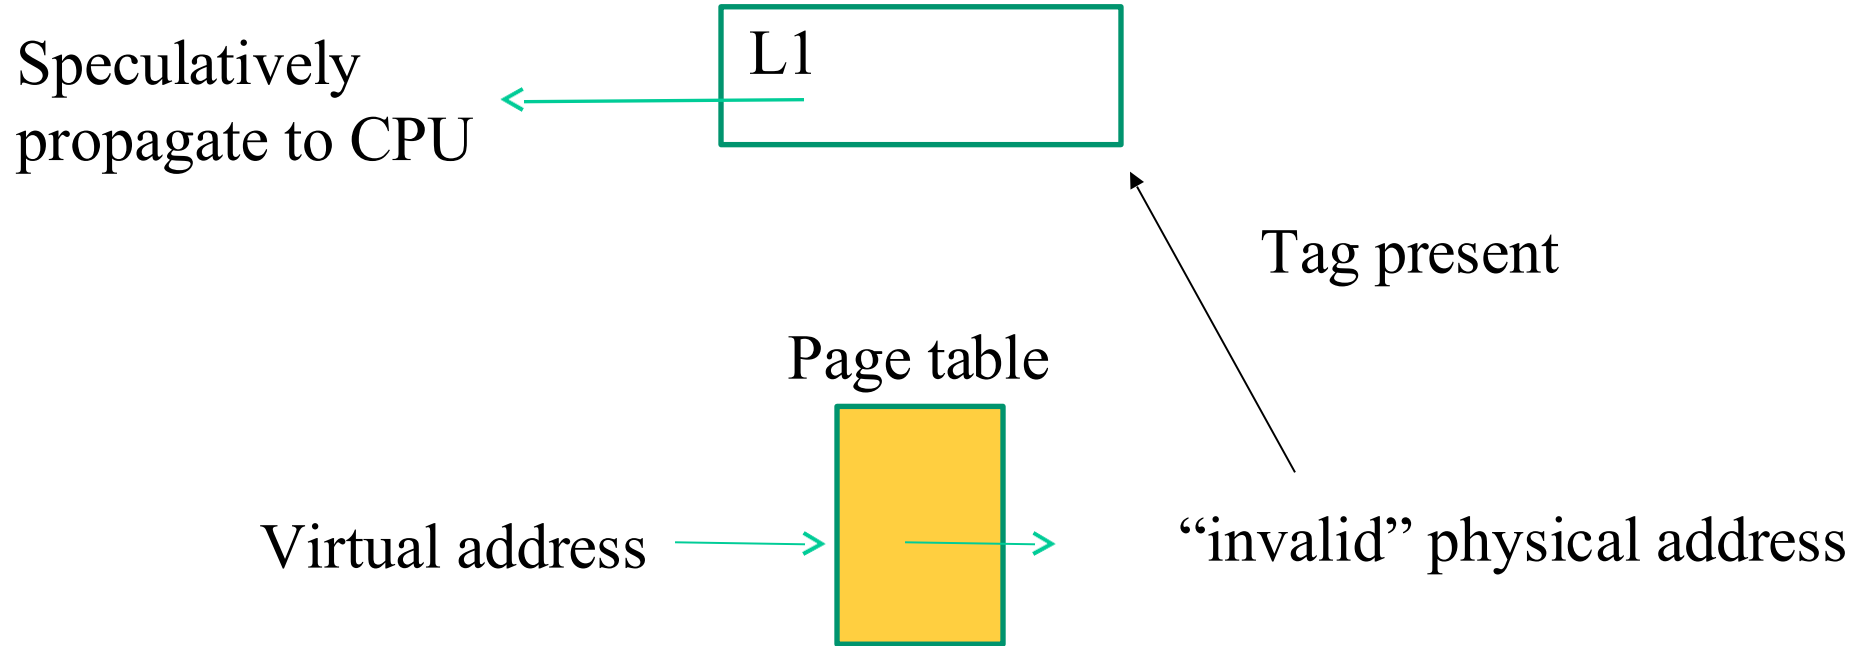 Speculatively
propagate to CPU
L1
Tag present
Page table
Virtual address
“invalid” physical address